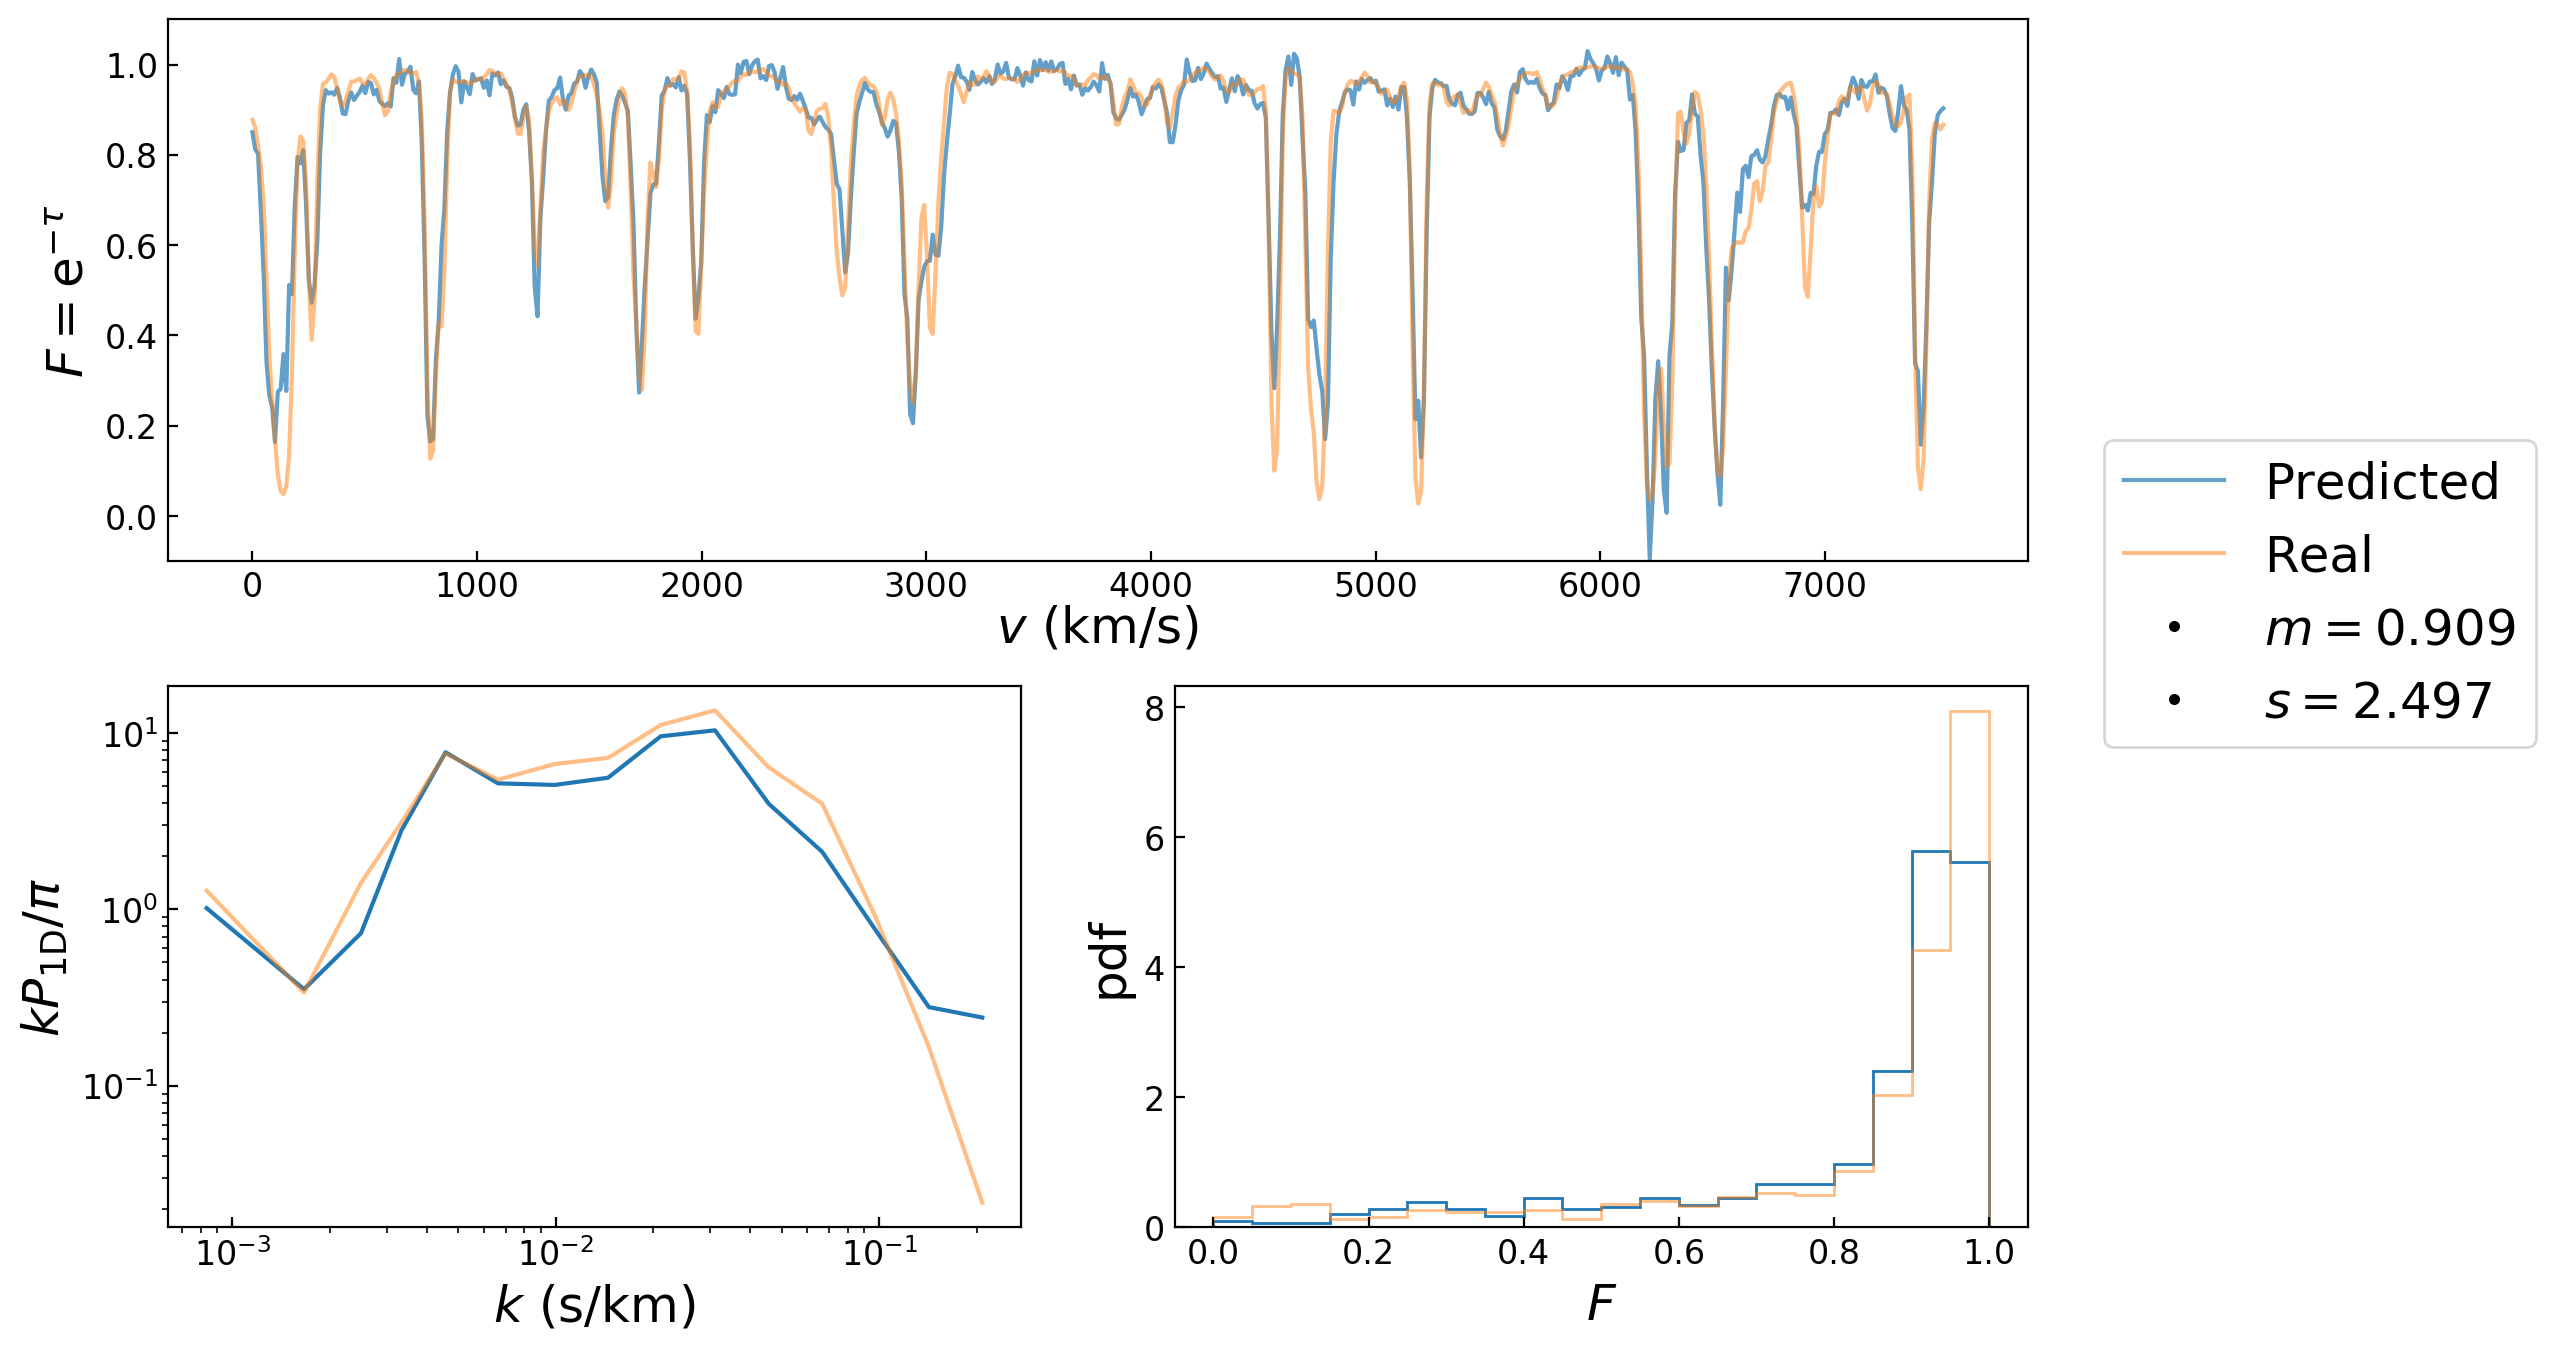 1.0
0.8
0.6
0.4
0.2
0.0
F = e^{−τ}
0 1000 2000 3000 4000 5000 6000 7000
v (km/s)
Predicted
Real
m = 0.909
s = 2.497
10^1
10^0
10^{−1}
kP_{1D}/π
10^{−3} 10^{−2} 10^{−1}
k (s/km)
8
6
4
2
0
pdf
0.0 0.2 0.4 0.6 0.8 1.0
F